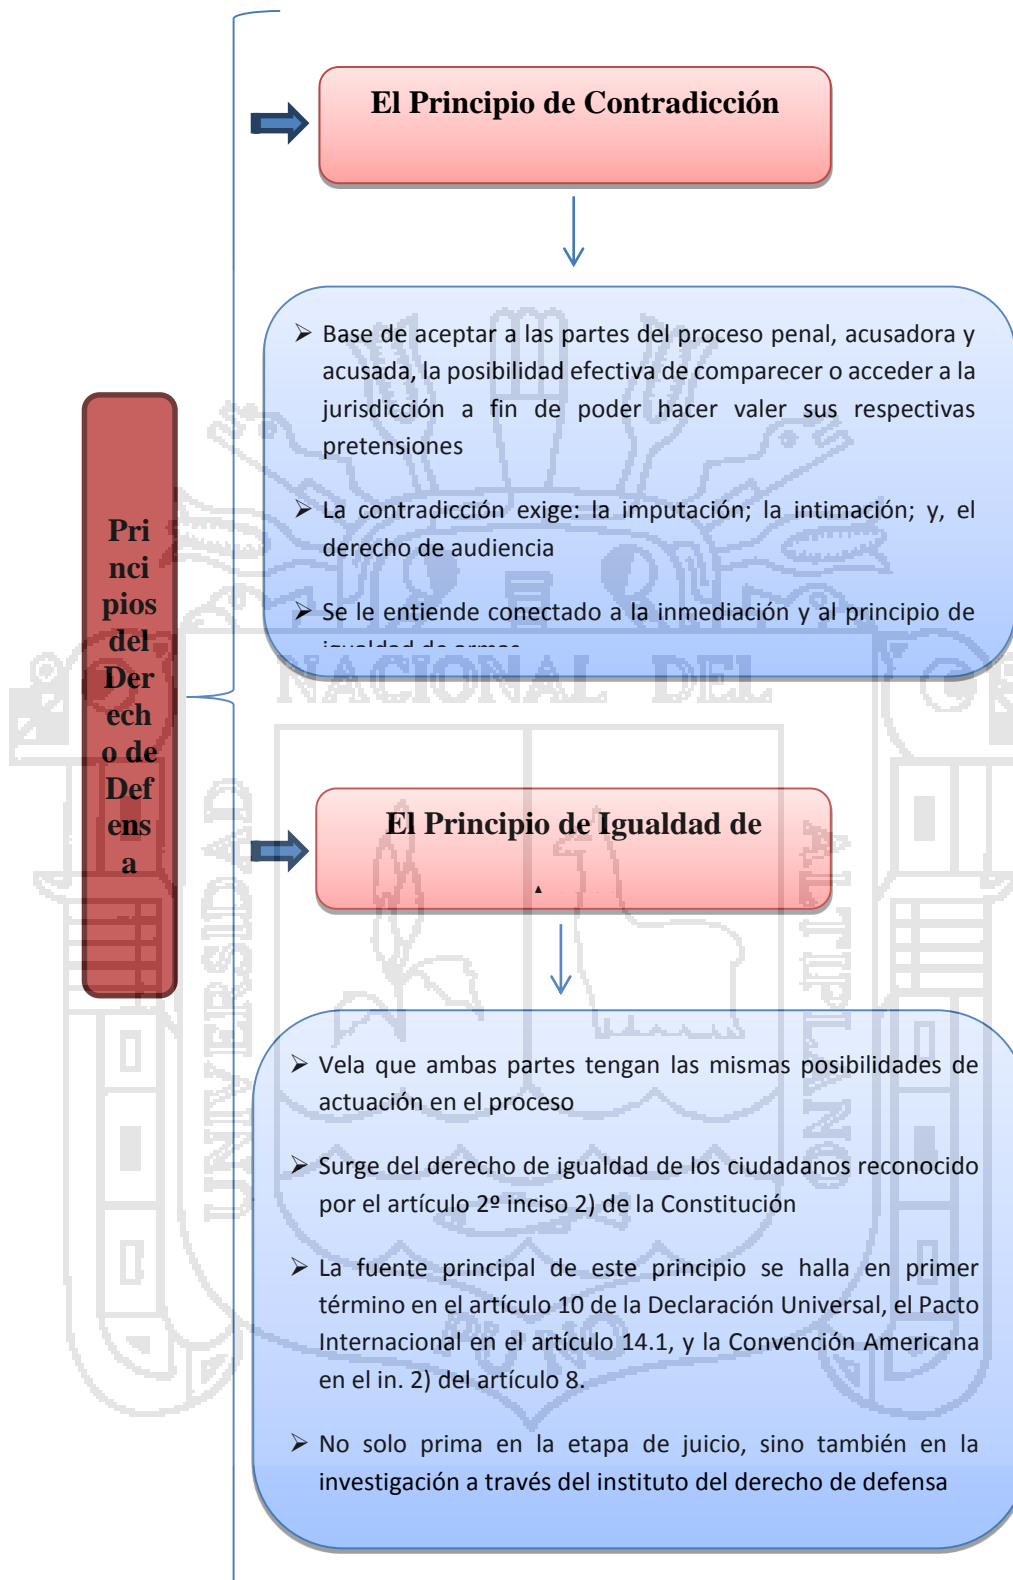 El Principio de Contradicción
Base de aceptar a las partes del proceso penal, acusadora y
acusada, la posibilidad efectiva de comparecer o acceder a la
jurisdicción a fin de poder hacer valer sus respectivas
pretensiones
La contradicción exige: la imputación; la intimación; y, el
derecho de audiencia
Se le entiende conectado a la inmediación y al principio de
igualdad de armas
Pri
nci
pios
del
Der
ech
o de
Def
ens
a
El Principio de Igualdad de
Vela que ambas partes tengan las mismas posibilidades de
actuación en el proceso
Surge del derecho de igualdad de los ciudadanos reconocido
por el artículo 2º inciso 2) de la Constitución
La fuente principal de este principio se halla en primer
término en el artículo 10 de la Declaración Universal, el Pacto
Internacional en el artículo 14.1, y la Convención Americana
en el in. 2) del artículo 8.
No solo prima en la etapa de juicio, sino también en la
investigación a través del instituto del derecho de defensa
UNIVERSIDAD
NACIONAL DEL
ALTIPLANO
PUNO